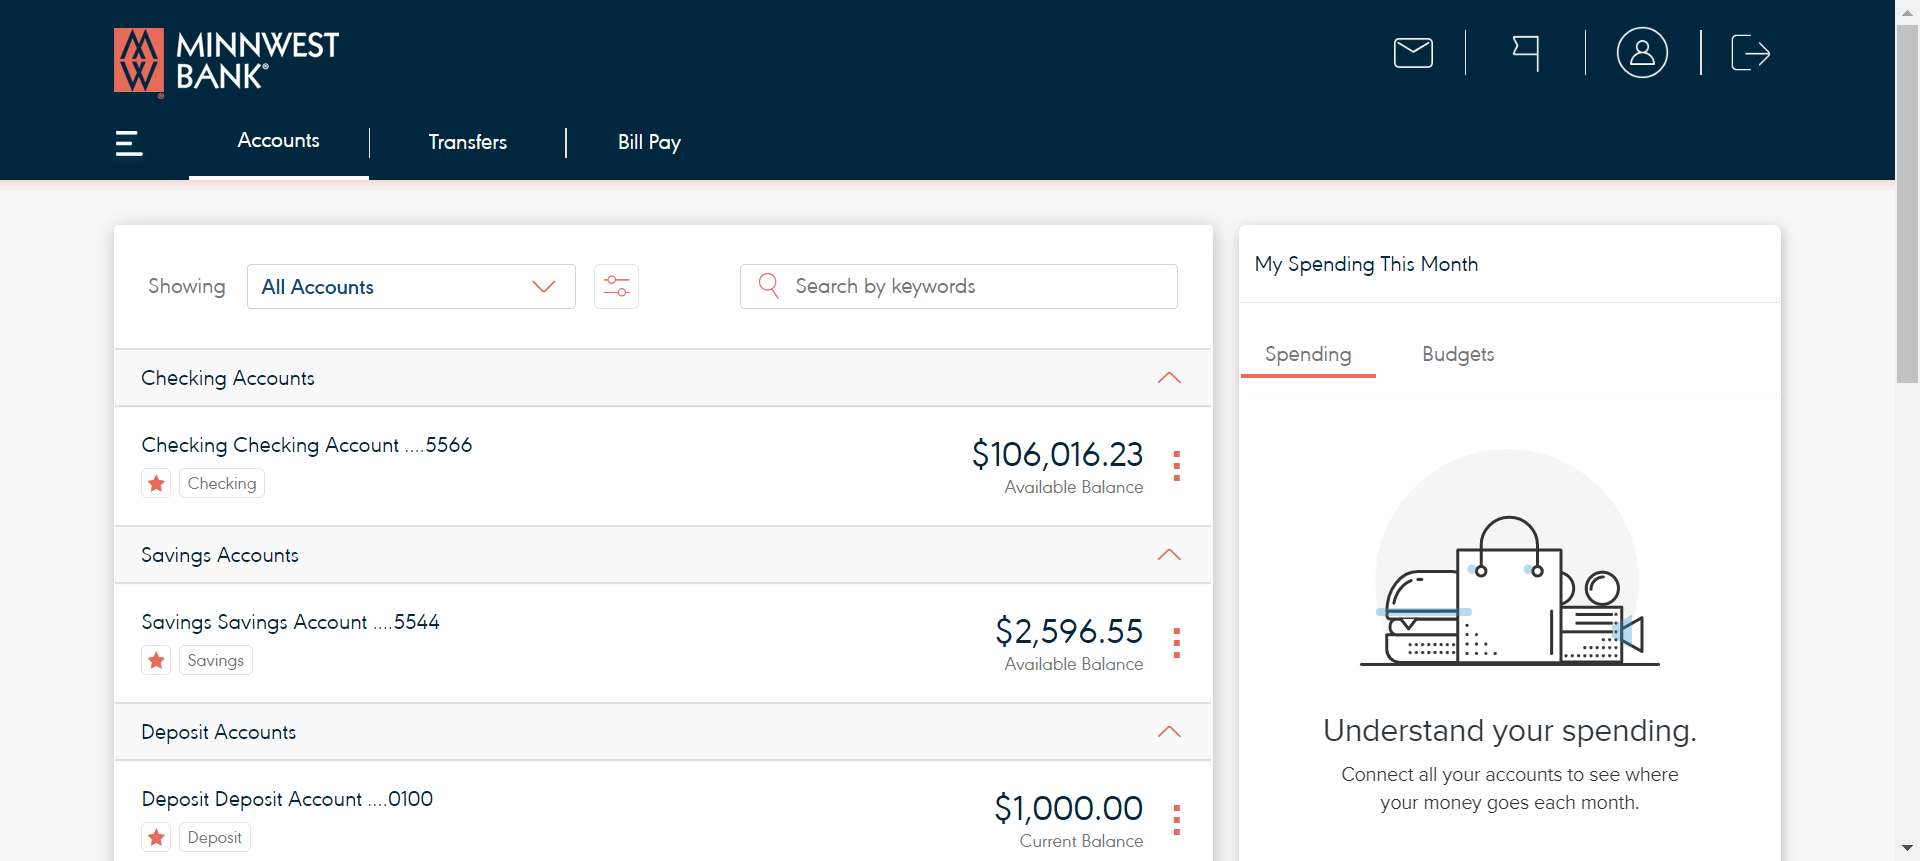 MINNWEST
BANK®
Accounts
Transfers
Bill Pay
Showing
All Accounts
Search by keywords
Checking Accounts
Checking Checking Account ....5566
$106,016.23
Checking
Available Balance
Savings Accounts
Savings Savings Account ....5544
$2,596.55
Savings
Available Balance
Deposit Accounts
Deposit Deposit Account ....0100
$1,000.00
Deposit
Current Balance
My Spending This Month
Spending
Budgets
Understand your spending.
Connect all your accounts to see where
your money goes each month.